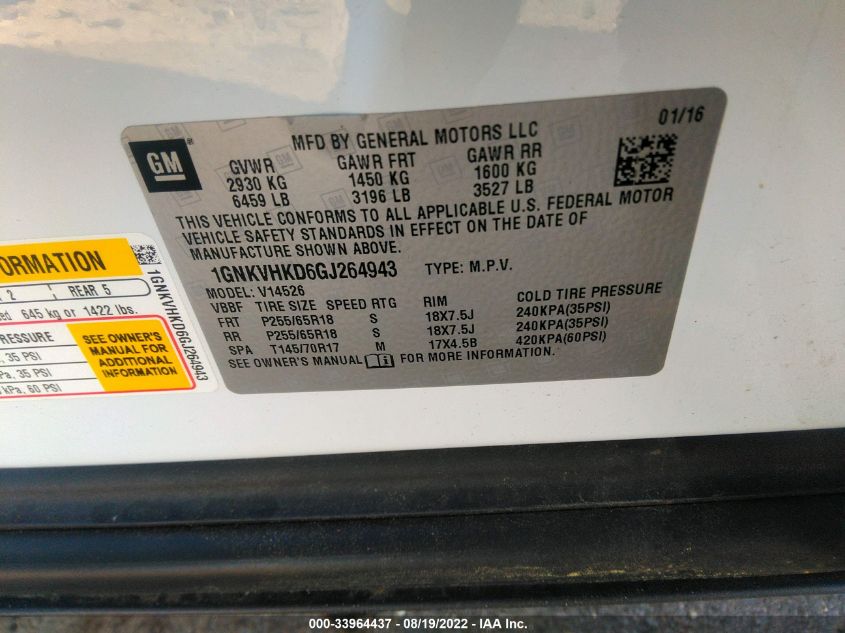 01/16
MFD BY GENERAL MOTORS LLC
GM
GVWR GAWR FRT GAWR RR
2930 KG 1450 KG 1600 KG
6459 LB 3196 LB 3527 LB
THIS VEHICLE CONFORMS TO ALL APPLICABLE U.S. FEDERAL MOTOR
VEHICLE SAFETY STANDARDS IN EFFECT ON THE DATE OF
MANUFACTURE SHOWN ABOVE.
1GNKVHKD6GJ264943 TYPE: M.P.V.
MODEL: V14526
VBBF TIRE SIZE SPEED RTG RIM COLD TIRE PRESSURE
FRT P255/65R18 S 18X7.5J 240KPA(35PSI)
RR P255/65R18 S 18X7.5J 240KPA(35PSI)
SPA T145/70R17 M 17X4.5B 420KPA(60PSI)
SEE OWNER'S MANUAL FOR MORE INFORMATION.
ORMATION
2 REAR 5
645 kg or 1422 lbs.
PRESSURE
, 35 PSI
Pa, 35 PSI
kPa, 60 PSI
SEE OWNER'S
MANUAL FOR
ADDITIONAL
INFORMATION
1GNKVHKD6GJ264943
000-33964437 - 08/19/2022 - IAA Inc.